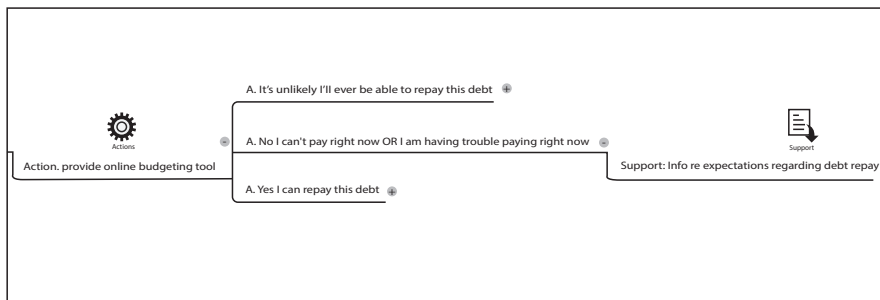 A. It's unlikely I'll ever be able to repay this debt
Actions
A. No I can't pay right now OR I am having trouble paying right now
Support
Action. provide online budgeting tool
Support: Info re expectations regarding debt repay
A. Yes I can repay this debt